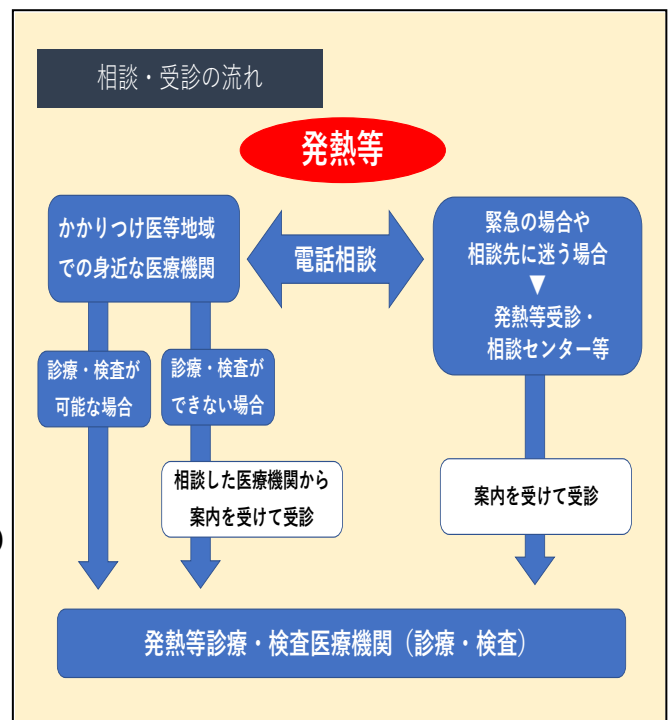 相談・受診の流れ
発熱等
かかりつけ医等地域
での身近な医療機関
電話相談
緊急の場合や
相談先に迷う場合
▼
発熱等受診・
相談センター等
診療・検査が
可能な場合
診療・検査が
できない場合
相談した医療機関から
案内を受けて受診
案内を受けて受診
)
発熱等診療・検査医療機関（診療・検査）